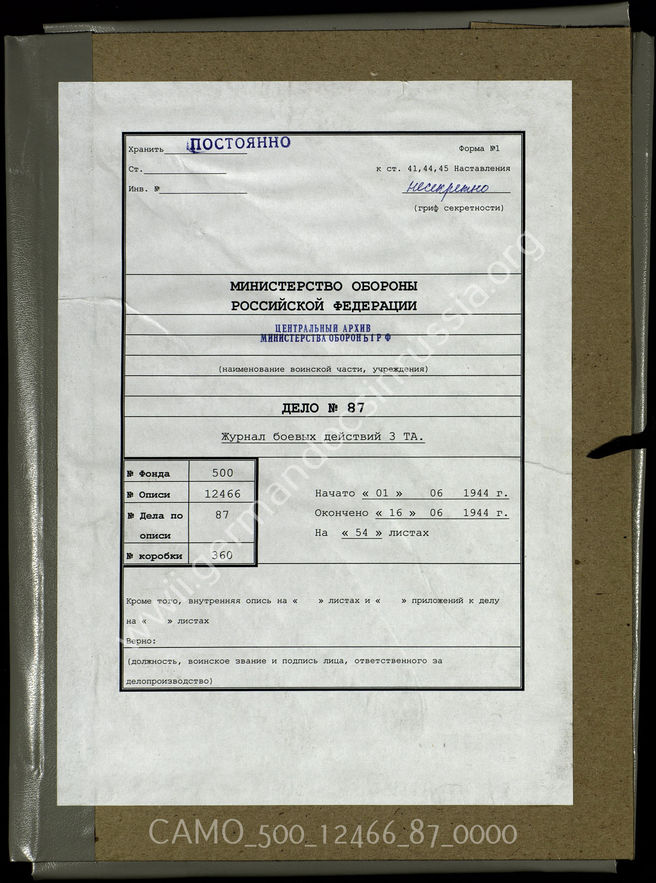 Хранить ПОСТОЯННО
Форма №1
Ст.
к ст. 41,44,45 Наставления
Инв. №
несекретно
(гриф секретности)
МИНИСТЕРСТВО ОБОРОНЫ
РОССИЙСКОЙ ФЕДЕРАЦИИ
ЦЕНТРАЛЬНЫЙ АРХИВ
МИНИСТЕРСТВА ОБОРОНЫ РФ
(наименование воинской части, учреждения)
ДЕЛО № 87
Журнал боевых действий 3 ТА.
№ Фонда 500
№ Описи 12466
№ Дела по описи 87
№ коробки 360
Начато « 01 » 06 1944 г.
Окончено « 16 » 06 1944 г.
На « 54 » листах
Кроме того, внутренняя опись на « » листах и « » приложений к делу
на « » листах
Верно:
(должность, воинское звание и подпись лица, ответственного за
делопроизводство)
wwii.germandocsinrussia.org
CAMO_500_12466_87_0000